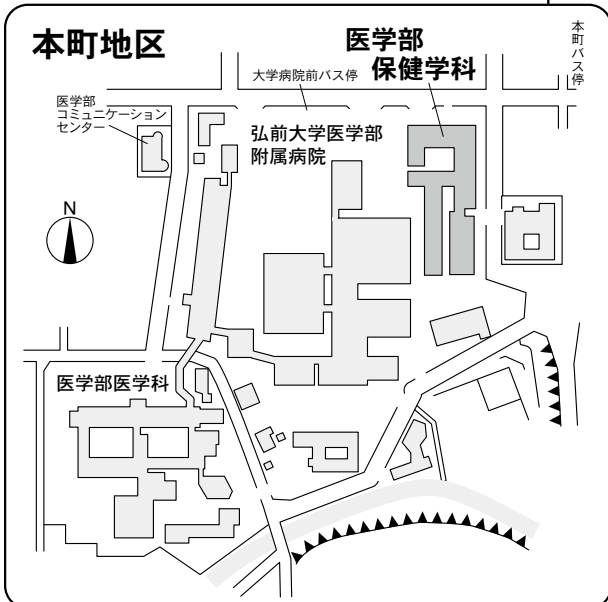 本町地区
医学部
保健学科
本町バス停
大学病院前バス停
医学部
コミュニケーション
センター
弘前大学医学部
附属病院
N
医学部医学科